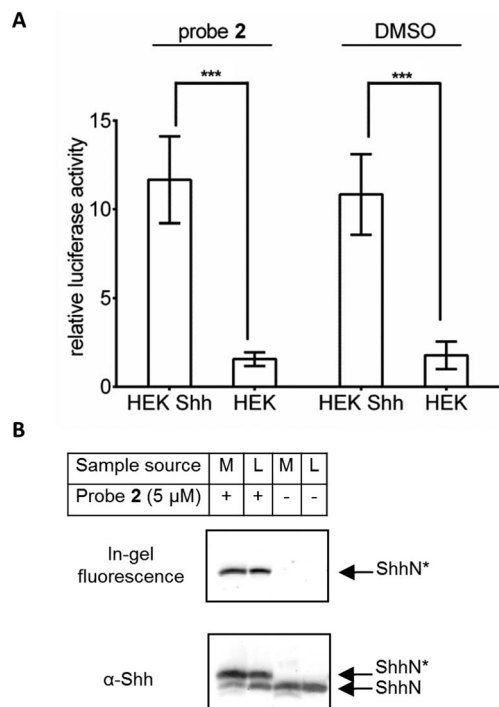 A
probe 2 DMSO
*** ***
15
10
5
0
relative luciferase activity
HEK Shh HEK HEK Shh HEK
B
Sample source M L M L
Probe 2 (5 µM) + + - -
In-gel
fluorescence
ShhN*
α-Shh
ShhN*
ShhN